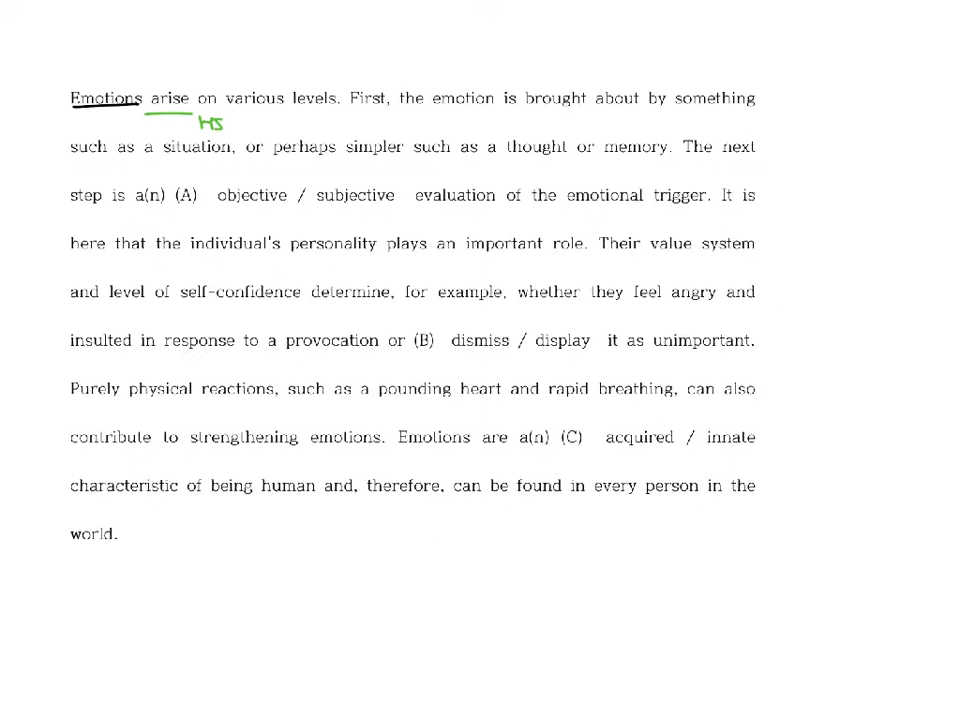 Emotions arise on various levels. First, the emotion is brought about by something
such as a situation, or perhaps simpler such as a thought or memory. The next
step is a(n) (A) objective / subjective evaluation of the emotional trigger. It is
here that the individual's personality plays an important role. Their value system
and level of self-confidence determine, for example, whether they feel angry and
insulted in response to a provocation or (B) dismiss / display it as unimportant.
Purely physical reactions, such as a pounding heart and rapid breathing, can also
contribute to strengthening emotions. Emotions are a(n) (C) acquired / innate
characteristic of being human and, therefore, can be found in every person in the
world.